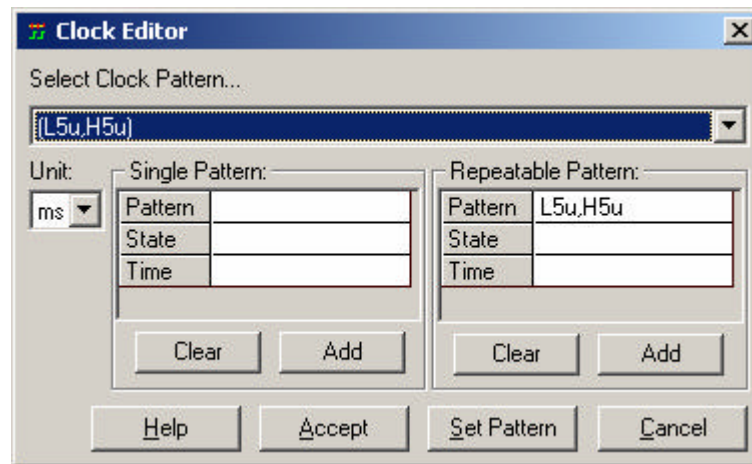 Clock Editor
Select Clock Pattern...
(L5u,H5u)
Unit:
ms
Single Pattern:
Pattern
State
Time
Clear Add
Repeatable Pattern:
Pattern L5u,H5u
State
Time
Clear Add
Help Accept Set Pattern Cancel